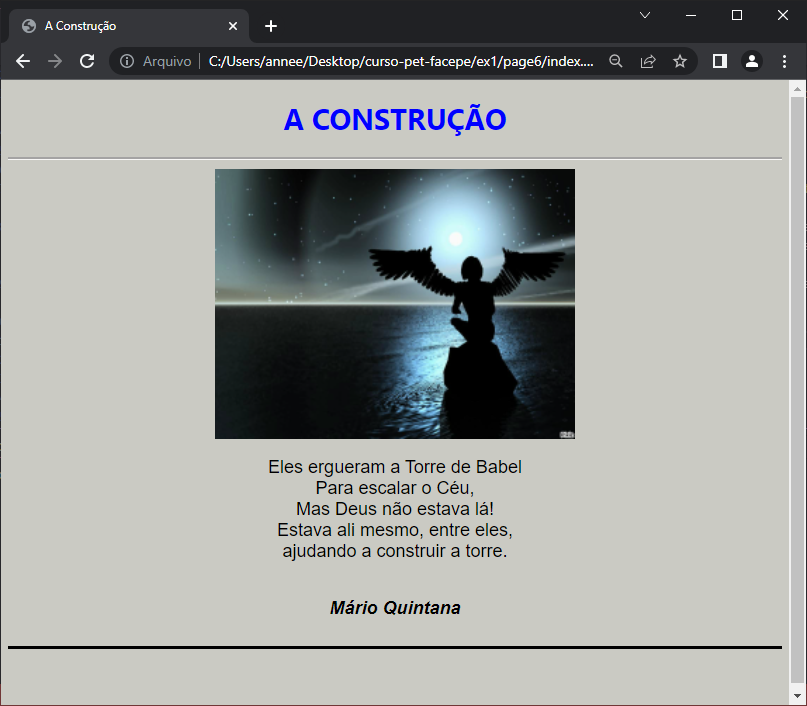 A Construção
Arquivo
C:/Users/annee/Desktop/curso-pet-facepe/ex1/page6/index....
A CONSTRUÇÃO
Eles ergueram a Torre de Babel
Para escalar o Céu,
Mas Deus não estava lá!
Estava ali mesmo, entre eles,
ajudando a construir a torre.
Mário Quintana